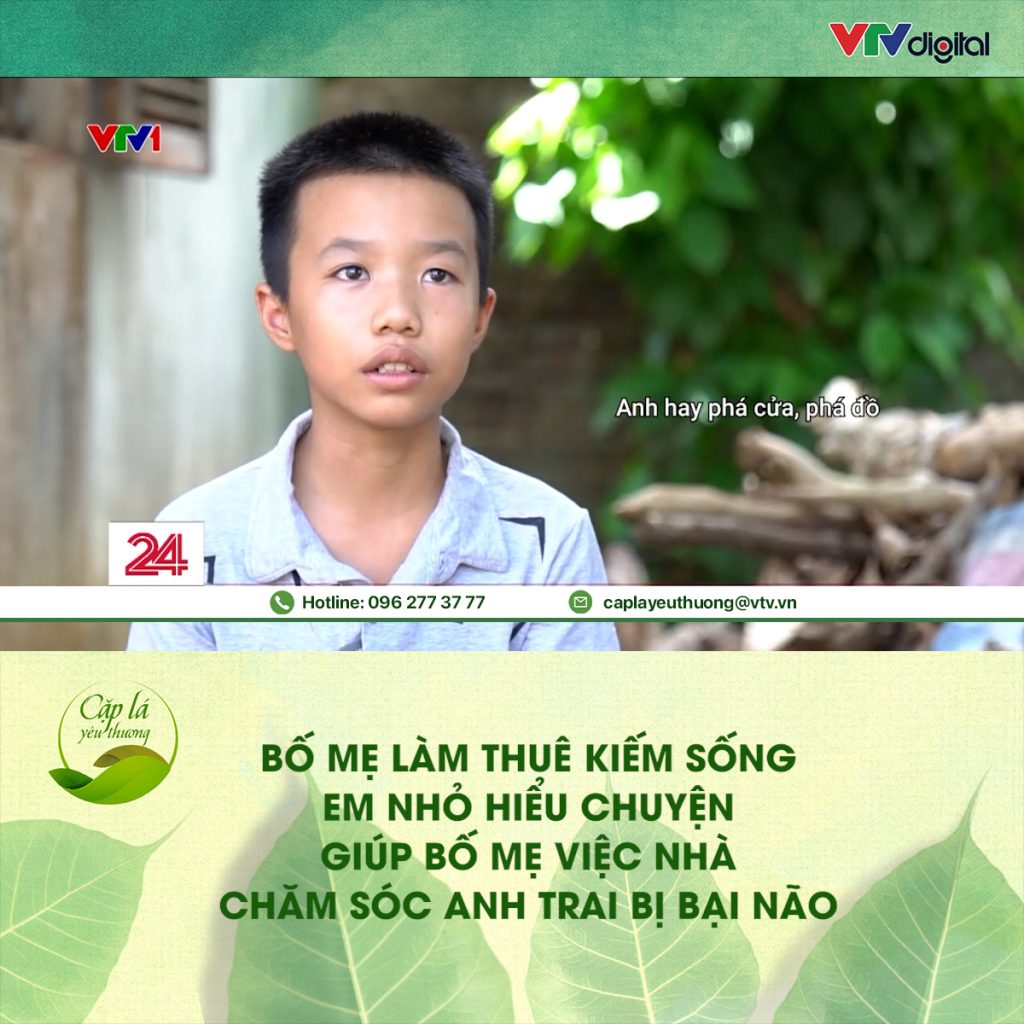 VTVdigital
VTV1
Anh hay phá cửa, phá đồ
24
Hotline: 096 277 37 77
caplayeuthuong@vtv.vn
Cặp lá
yêu thương
BỐ MẸ LÀM THUÊ KIẾM SỐNG
EM NHỎ HIỂU CHUYỆN
GIÚP BỐ MẸ VIỆC NHÀ
CHĂM SÓC ANH TRAI BỊ BẠI NÃO